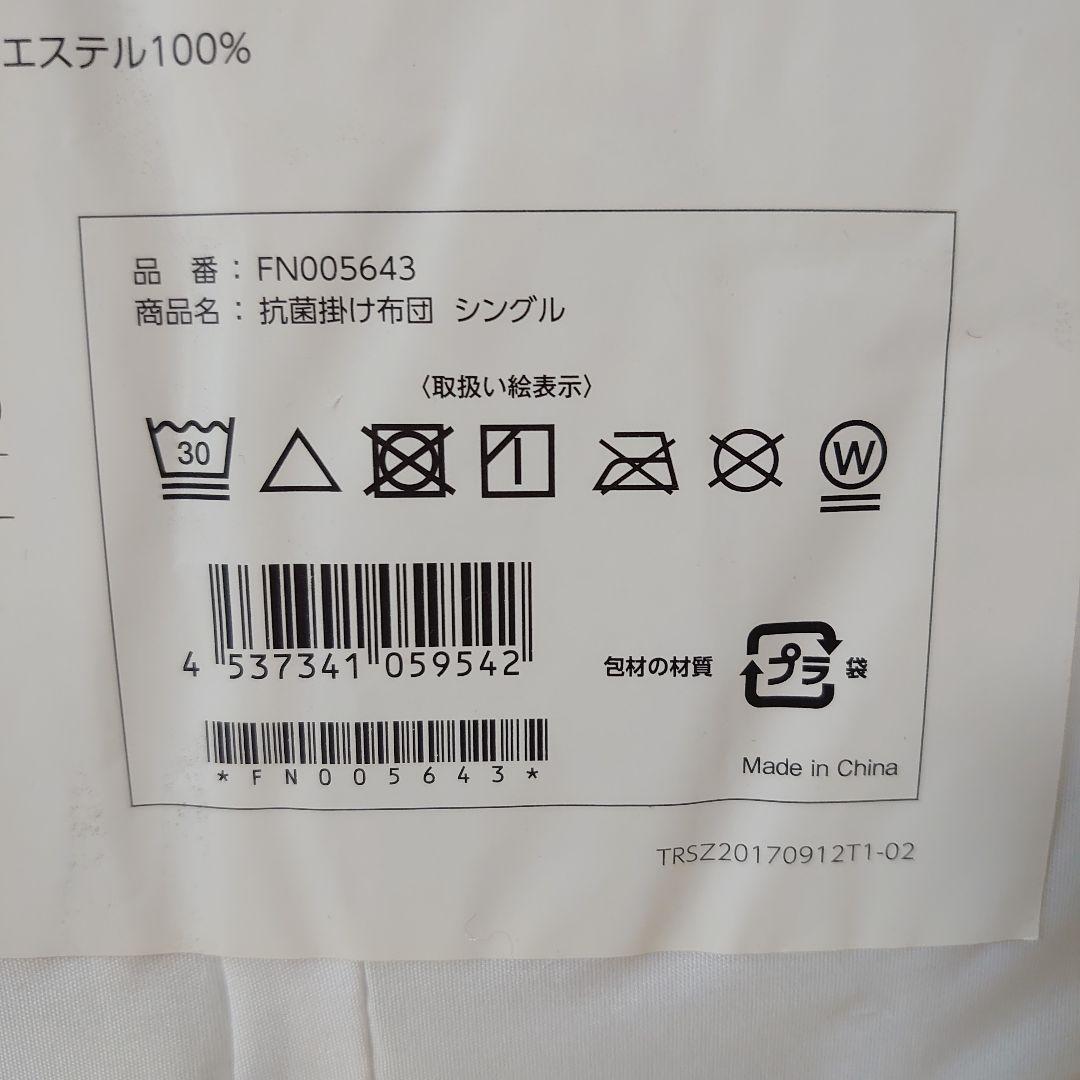 エステル100%
品 番：FN005643
商品名：抗菌掛け布団 シングル
〈取扱い絵表示〉
30
W
4 537341 059542
包材の材質 プラ 袋
*FN005643*
Made in China
TRSZ20170912T1-02